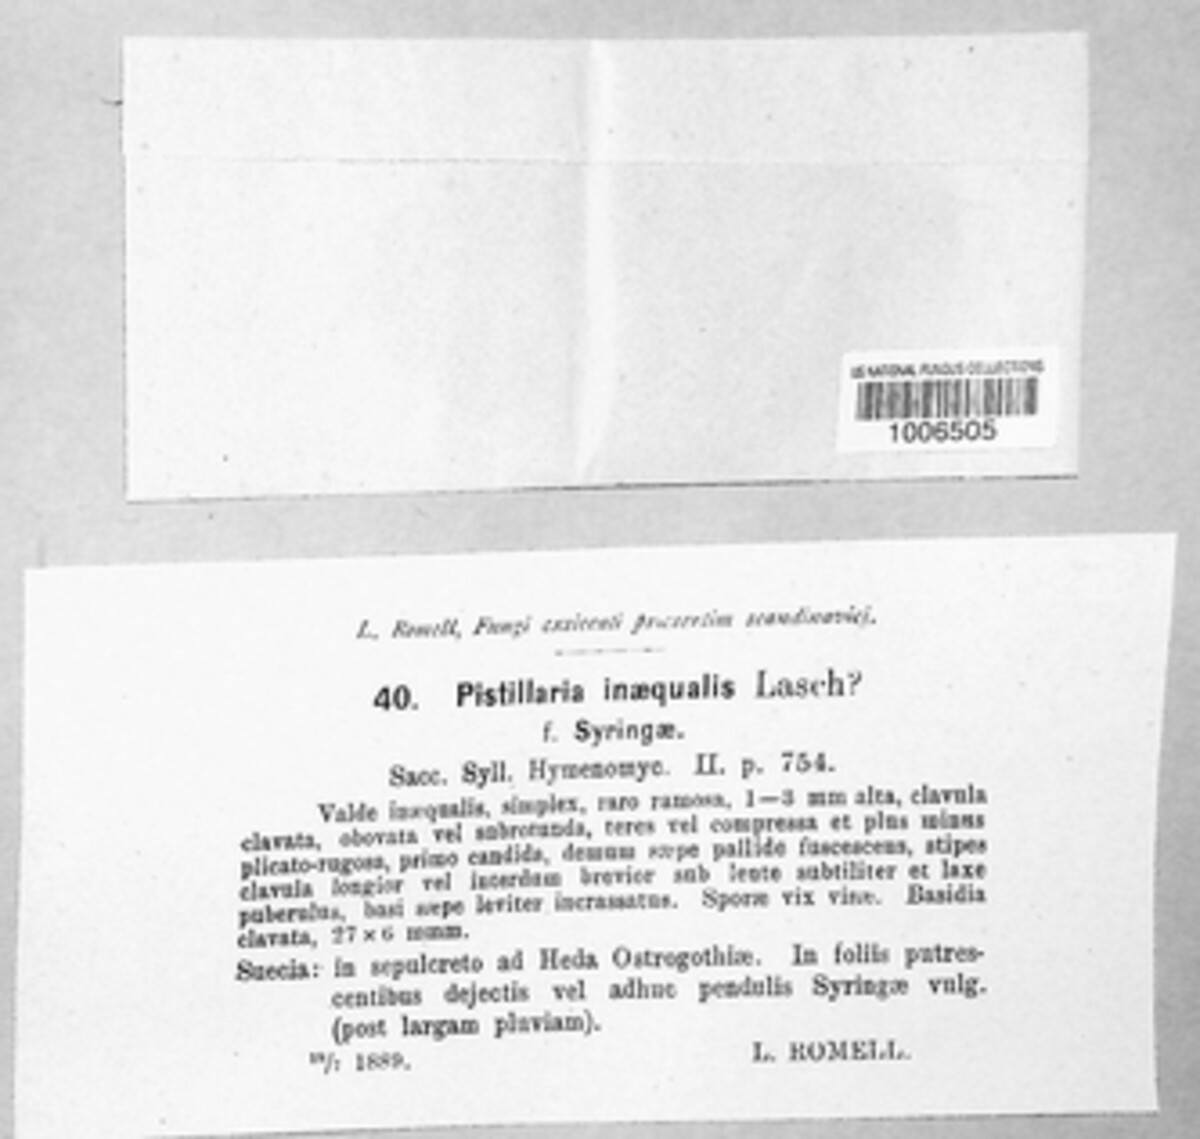 US NATIONAL FUNGUS COLLECTIONS
1006505
L. Romell, Fungi exsiccati præsertim scandinavici.
40. Pistillaria inæqualis Lasch?
f. Syringæ.
Sacc. Syll. Hymenomyc. II. p. 754.
Valde inæqualis, simplex, raro ramosa, 1—3 mm alta, clavula
clavata, obovata vel subrotunda, teres vel compressa et plus minus
plicato-rugosa, primo candida, demum sæpe pallide fuscescens, stipes
clavula longior vel interdum brevior sub lente subtiliter et laxe
puberulus, basi sæpe leviter incrassatus. Sporæ vix visæ. Basidia
clavata, 27 × 6 mmm.
Suecia: in sepulcreto ad Heda Ostrogothiæ. In foliis putres-
centibus dejectis vel adhuc pendulis Syringæ vulg.
(post largam pluviam).
/7 1889. L. ROMELL.